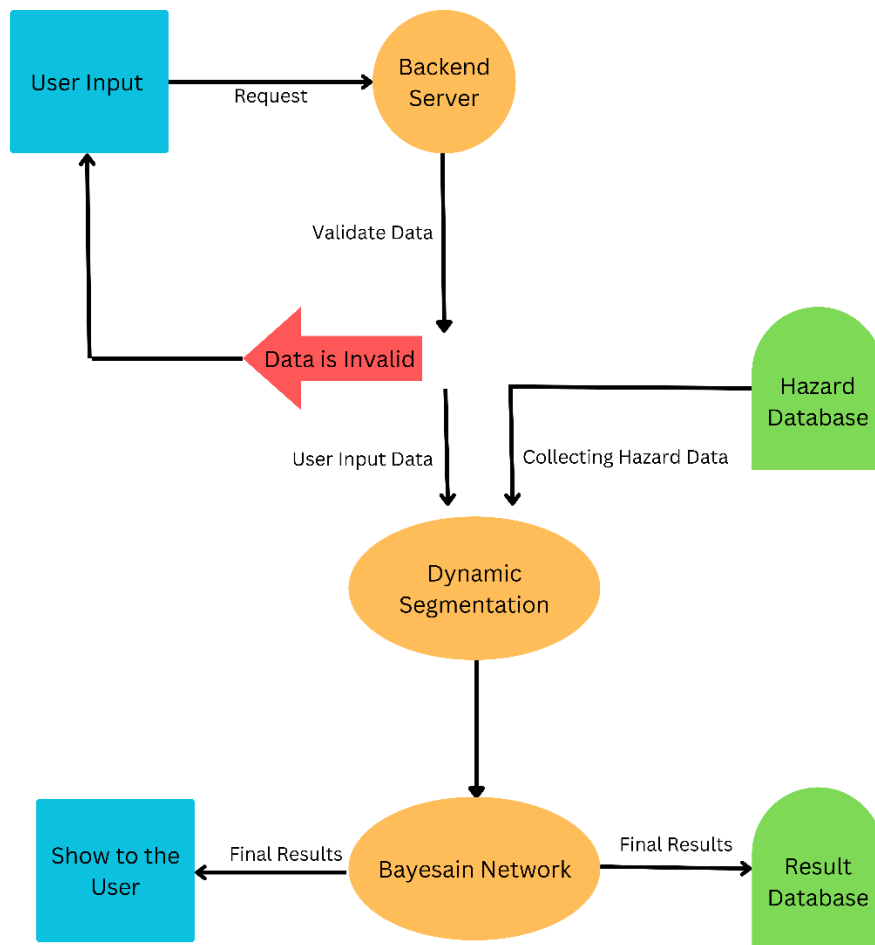 User Input
Request
Backend
Server
Validate Data
Data is Invalid
Hazard
Database
User Input Data
Collecting Hazard Data
Dynamic
Segmentation
Show to the
User
Final Results
Bayesain Network
Final Results
Result
Database